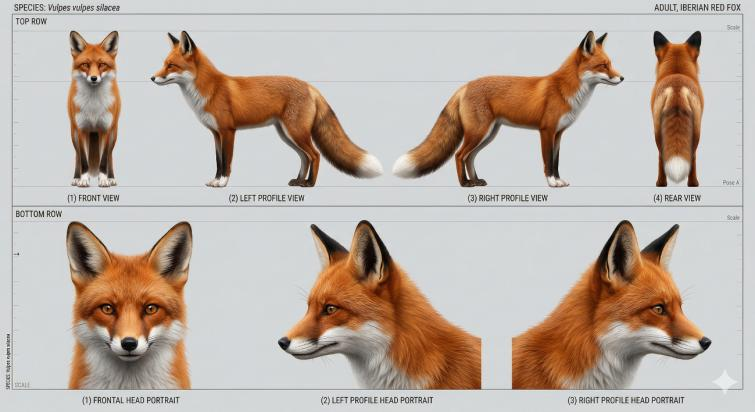 SPECIES: Vulpes vulpes silacea
ADULT, IBERIAN RED FOX
TOP ROW
Scale
Pose A
(1) FRONT VIEW
(2) LEFT PROFILE VIEW
(3) RIGHT PROFILE VIEW
(4) REAR VIEW
BOTTOM ROW
Scale
SPECIES: Vulpes vulpes silacea
SCALE
(1) FRONTAL HEAD PORTRAIT
(2) LEFT PROFILE HEAD PORTRAIT
(3) RIGHT PROFILE HEAD PORTRAIT